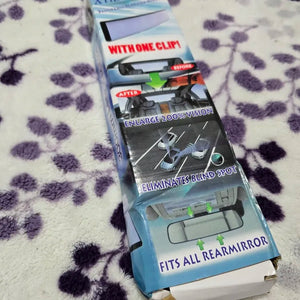 WITH ONE CLIP!
BEFORE
AFTER
ENLARGE 200% VISION
ELIMINATES BLIND SPOT
FITS ALL REARMIRROR